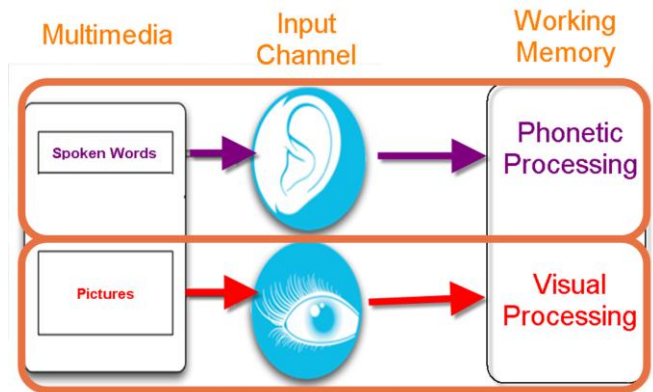 Multimedia
Input
Channel
Working
Memory
Spoken Words
Phonetic
Processing
Pictures
Visual
Processing